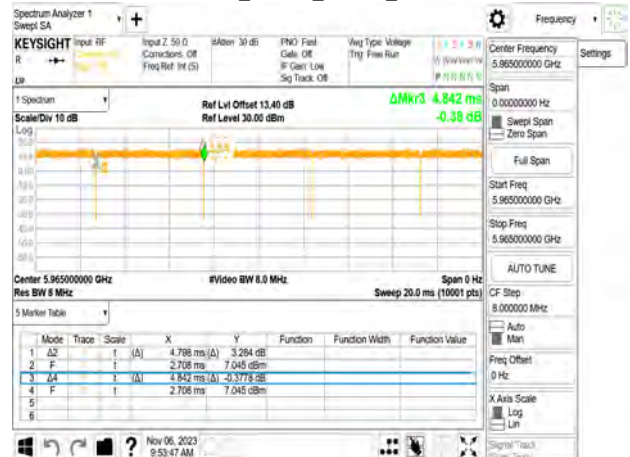 Spectrum Analyzer 1
Swept SA
KEYSIGHT
Input: RF
R
Input Z: 50 Ω
Corrections: Off
Freq Ref: Int (S)
#Atten: 30 dB
PNO: Fast
Gate: Off
IF Gain: Low
Sig Track: Off
Avg Type: Voltage
Trig: Free Run
1 Spectrum
Scale/Div 10 dB
Log
Ref Lvl Offset 13.40 dB
Ref Level 30.00 dBm
ΔMkr3 4.842 ms
-0.38 dB
Center 5.965000000 GHz
Res BW 8 MHz
#Video BW 8.0 MHz
Span 0 Hz
Sweep 20.0 ms (10001 pts)
5 Marker Table
Mode Trace Scale X Y Function Function Width Function Value
1 Δ2 t (Δ) 4.798 ms (Δ) 3.284 dB
2 F t 2.708 ms 7.045 dBm
3 Δ4 t (Δ) 4.842 ms (Δ) -0.3778 dB
4 F t 2.708 ms 7.045 dBm
5
6
Nov 06, 2023
9:53:47 AM
Frequency
Settings
Center Frequency
5.965000000 GHz
Span
0.00000000 Hz
Swept Span
Zero Span
Full Span
Start Freq
5.965000000 GHz
Stop Freq
5.965000000 GHz
AUTO TUNE
CF Step
8.000000 MHz
Auto
Man
Freq Offset
0 Hz
X Axis Scale
Log
Lin
Signal Track